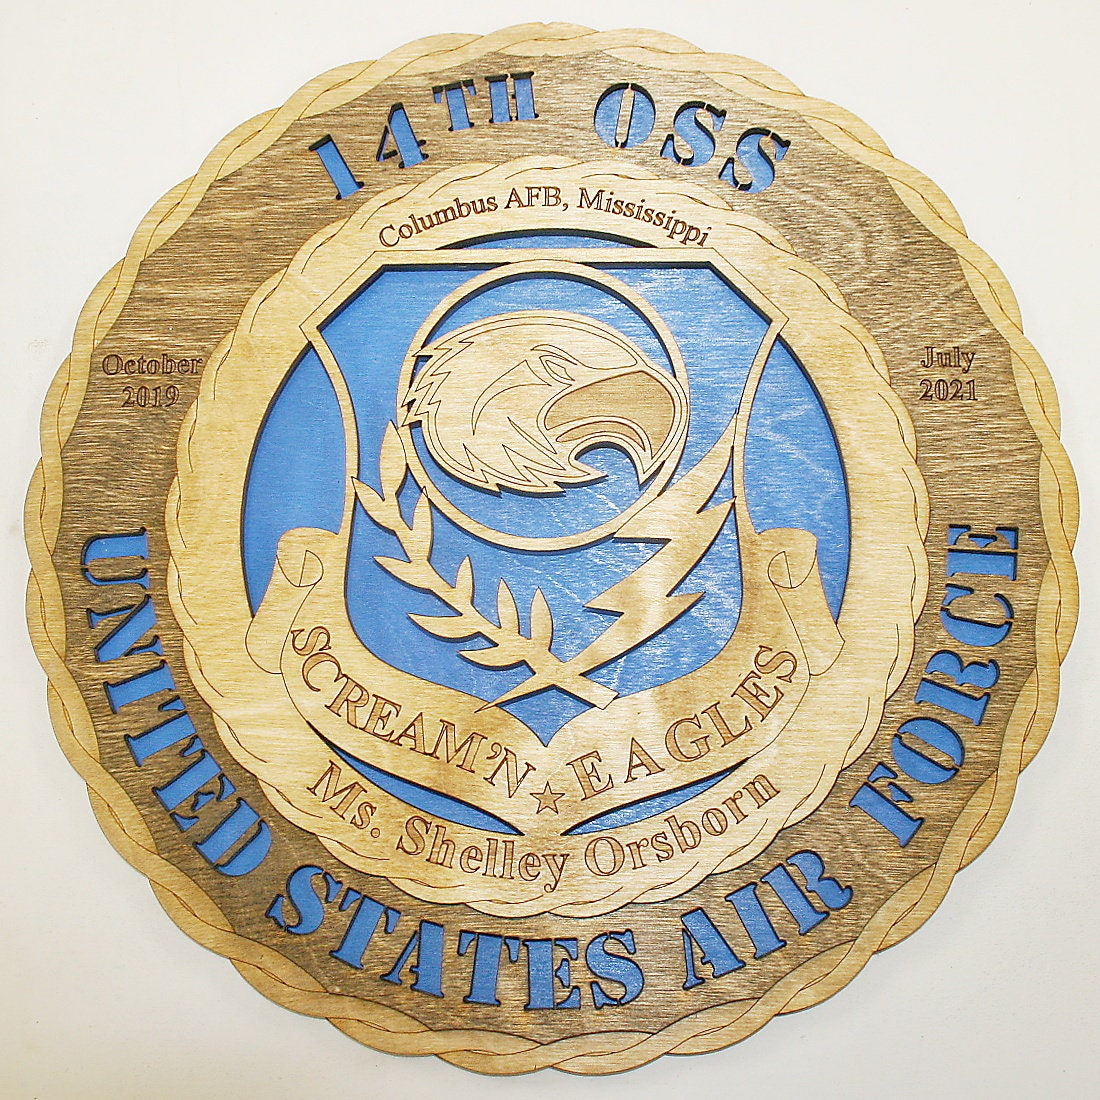 14TH OSS
Columbus AFB, Mississippi
October
2019
July
2021
SCREAM'N ★ EAGLES
Ms. Shelley Orsborn
UNITED STATES AIR FORCE